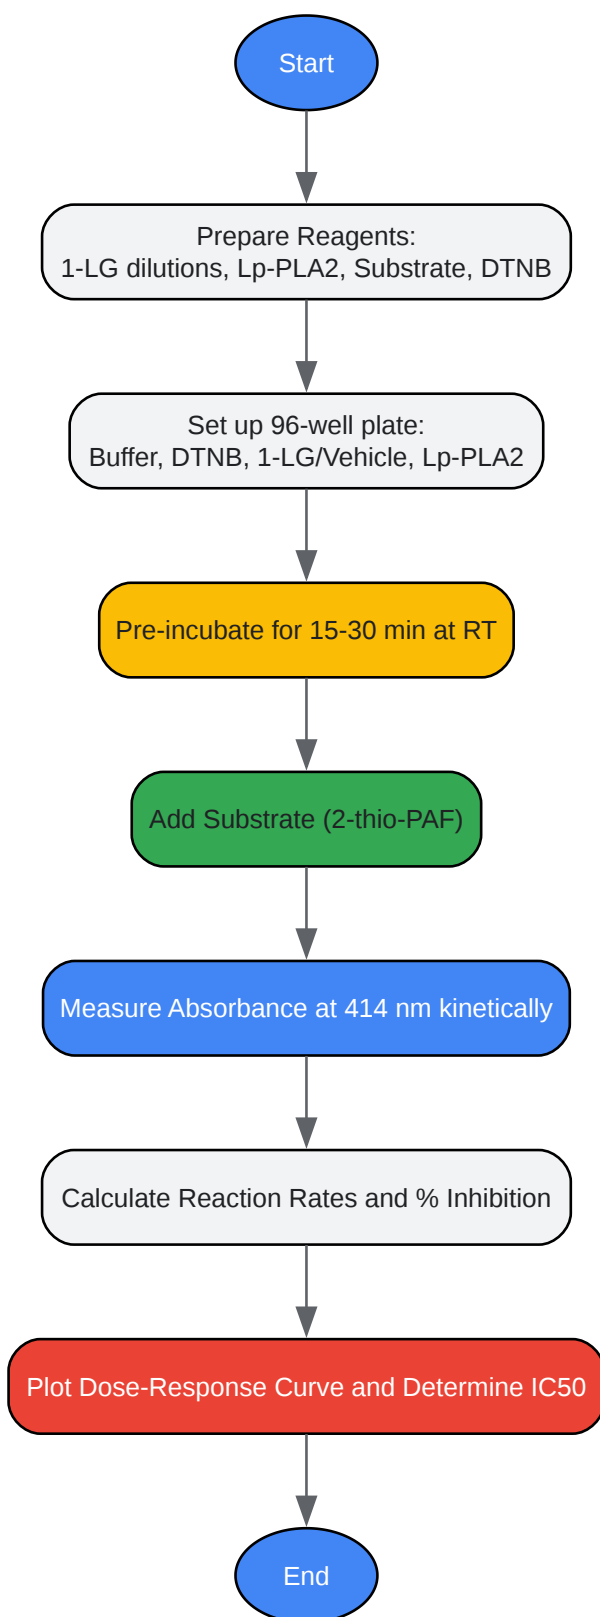 Start
Prepare Reagents:
1-LG dilutions, Lp-PLA2, Substrate, DTNB
Set up 96-well plate:
Buffer, DTNB, 1-LG/Vehicle, Lp-PLA2
Pre-incubate for 15-30 min at RT
Add Substrate (2-thio-PAF)
Measure Absorbance at 414 nm kinetically
Calculate Reaction Rates and % Inhibition
Plot Dose-Response Curve and Determine IC50
End